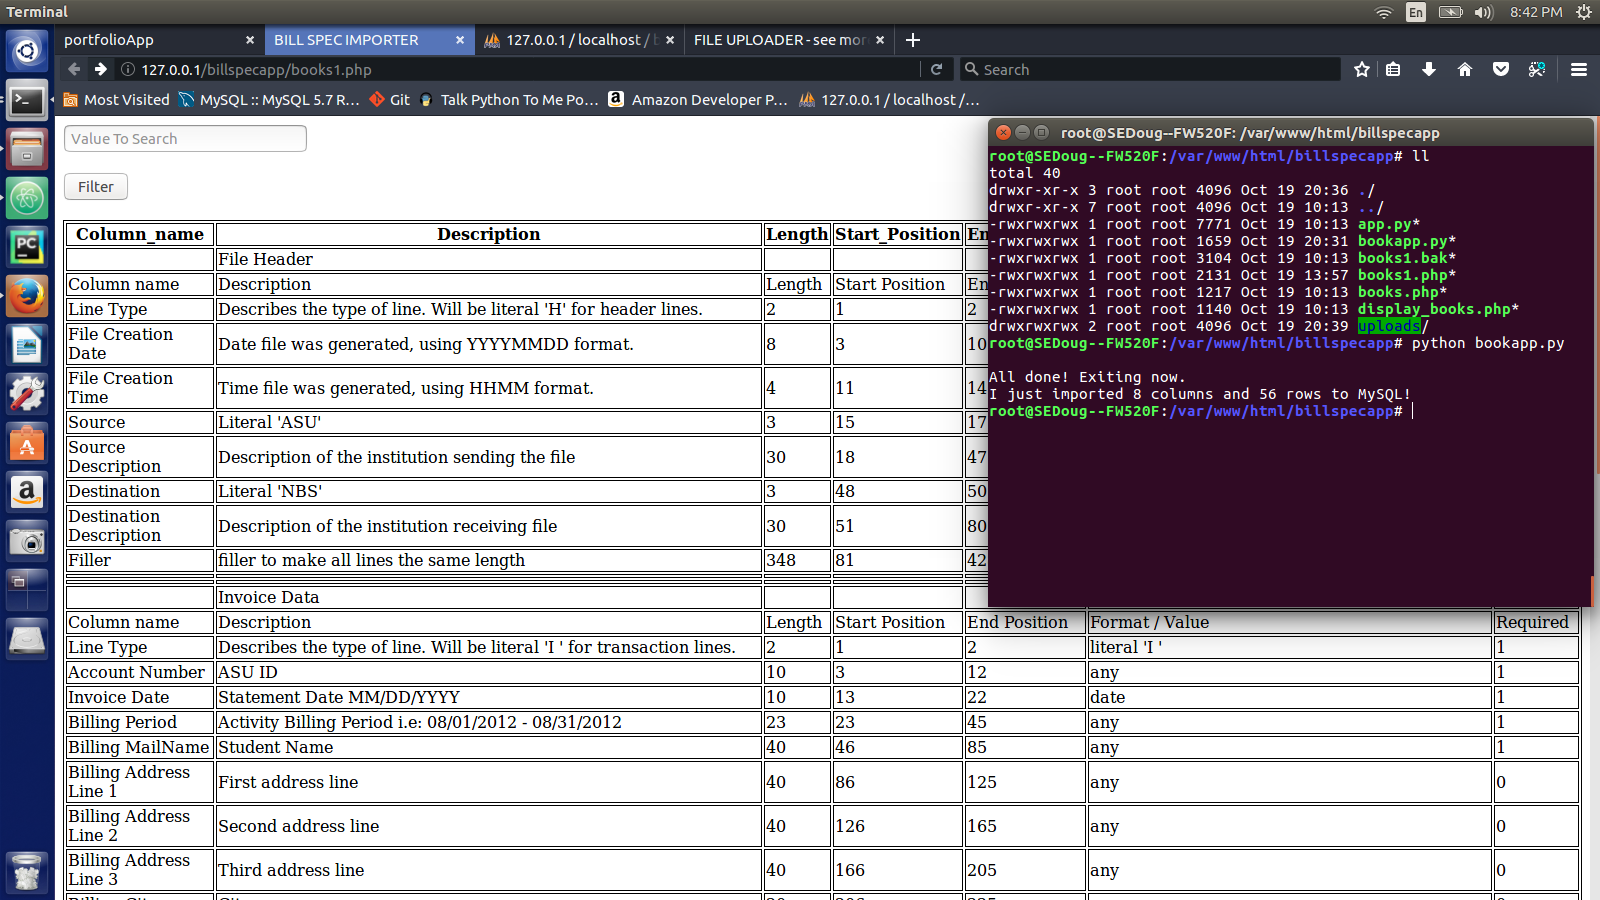 Terminal
En
8:42 PM
portfolioApp
BILL SPEC IMPORTER
127.0.0.1 / localhost / b
FILE UPLOADER - see mor
127.0.0.1/billspecapp/books1.php
Search
Most Visited
MySQL :: MySQL 5.7 R...
Git
Talk Python To Me Po...
Amazon Developer P...
127.0.0.1 / localhost /...
Value To Search
Filter
Column_name Description Length Start_Position En
File Header
Column name Description Length Start Position En
Line Type Describes the type of line. Will be literal 'H' for header lines. 2 1 2
File Creation
Date Date file was generated, using YYYYMMDD format. 8 3 10
File Creation
Time Time file was generated, using HHMM format. 4 11 14
Source Literal 'ASU' 3 15 17
Source
Description Description of the institution sending the file 30 18 47
Destination Literal 'NBS' 3 48 50
Destination
Description Description of the institution receiving file 30 51 80
Filler filler to make all lines the same length 348 81 42
Invoice Data
Column name Description Length Start Position End Position Format / Value Required
Line Type Describes the type of line. Will be literal 'I ' for transaction lines. 2 1 2 literal 'I ' 1
Account Number ASU ID 10 3 12 any 1
Invoice Date Statement Date MM/DD/YYYY 10 13 22 date 1
Billing Period Activity Billing Period i.e: 08/01/2012 - 08/31/2012 23 23 45 any 1
Billing MailName Student Name 40 46 85 any 1
Billing Address
Line 1 First address line 40 86 125 any 0
Billing Address
Line 2 Second address line 40 126 165 any 0
Billing Address
Line 3 Third address line 40 166 205 any 0
root@SEDoug--FW520F: /var/www/html/billspecapp
root@SEDoug--FW520F:/var/www/html/billspecapp# ll
total 40
drwxr-xr-x 3 root root 4096 Oct 19 20:36 ./
drwxr-xr-x 7 root root 4096 Oct 19 10:13 ../
-rwxrwxrwx 1 root root 7771 Oct 19 10:13 app.py*
-rwxrwxrwx 1 root root 1659 Oct 19 20:31 bookapp.py*
-rwxrwxrwx 1 root root 3104 Oct 19 10:13 books1.bak*
-rwxrwxrwx 1 root root 2131 Oct 19 13:57 books1.php*
-rwxrwxrwx 1 root root 1217 Oct 19 10:13 books.php*
-rwxrwxrwx 1 root root 1140 Oct 19 10:13 display_books.php*
drwxrwxrwx 2 root root 4096 Oct 19 20:39 uploads/
root@SEDoug--FW520F:/var/www/html/billspecapp# python bookapp.py
All done! Exiting now.
I just imported 8 columns and 56 rows to MySQL!
root@SEDoug--FW520F:/var/www/html/billspecapp#